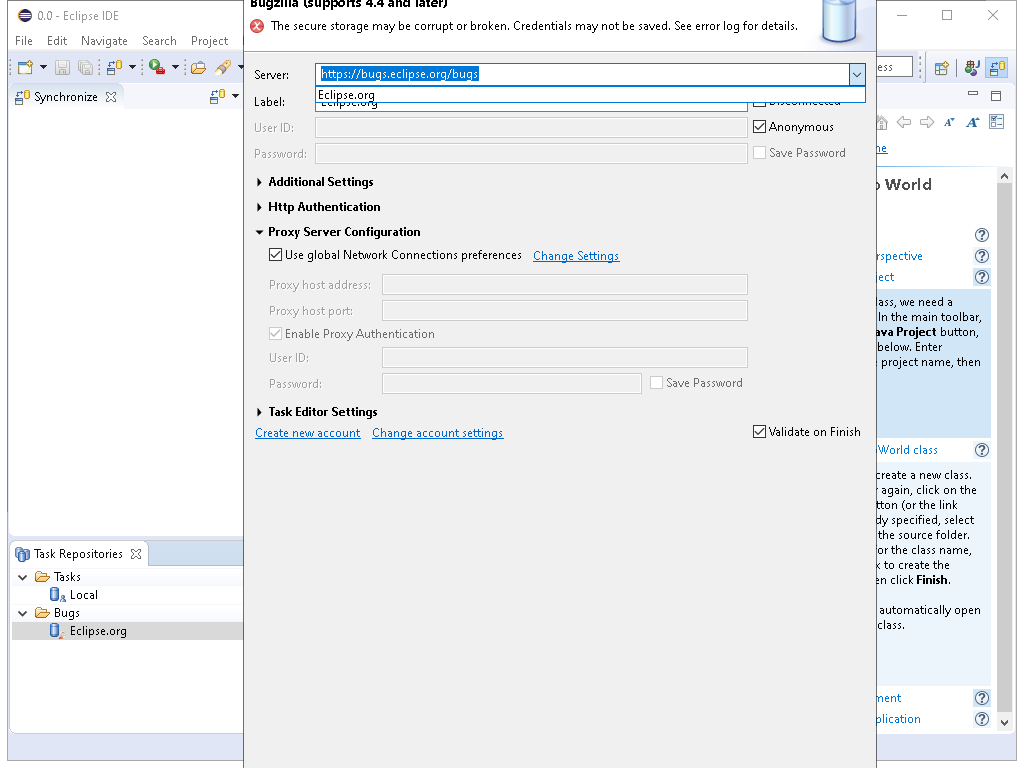 0.0 - Eclipse IDE
File Edit Navigate Search Project
Synchronize
Bugzilla (supports 4.4 and later)
The secure storage may be corrupt or broken. Credentials may not be saved. See error log for details.
Server: https://bugs.eclipse.org/bugs
Eclipse.org
Label: Eclipse.org Disconnected
User ID: Anonymous
Password: Save Password
Additional Settings
Http Authentication
Proxy Server Configuration
Use global Network Connections preferences Change Settings
Proxy host address:
Proxy host port:
Enable Proxy Authentication
User ID:
Password: Save Password
Task Editor Settings
Create new account Change account settings Validate on Finish
Task Repositories
Tasks
Local
Bugs
Eclipse.org
ess
me
o World
rspective
ject
lass, we need a
In the main toolbar,
ava Project button,
below. Enter
project name, then
World class
create a new class.
again, click on the
tton (or the link
dy specified, select
the source folder.
or the class name,
k to create the
en click Finish.
automatically open
class.
ment
plication